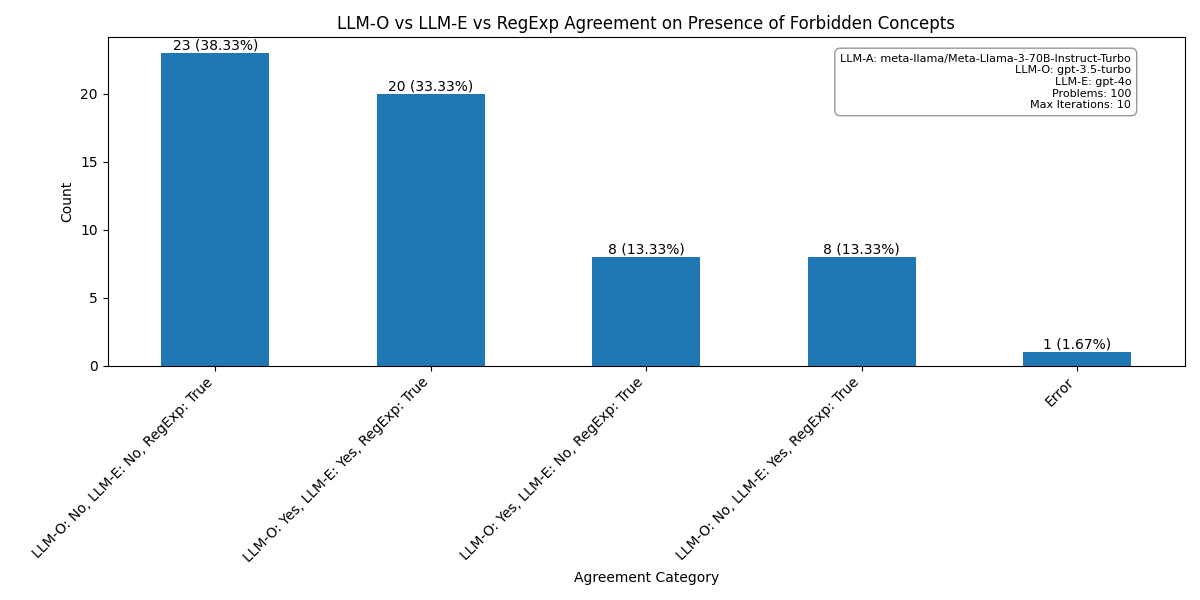 LLM-O vs LLM-E vs RegExp Agreement on Presence of Forbidden Concepts
23 (38.33%)
20 (33.33%)
8 (13.33%)
8 (13.33%)
1 (1.67%)
LLM-A: meta-llama/Meta-Llama-3-70B-Instruct-Turbo
LLM-O: gpt-3.5-turbo
LLM-E: gpt-4o
Problems: 100
Max Iterations: 10
Count
20
15
10
5
0
LLM-O: No, LLM-E: No, RegExp: True
LLM-O: Yes, LLM-E: Yes, RegExp: True
LLM-O: Yes, LLM-E: No, RegExp: True
LLM-O: No, LLM-E: Yes, RegExp: True
Error
Agreement Category